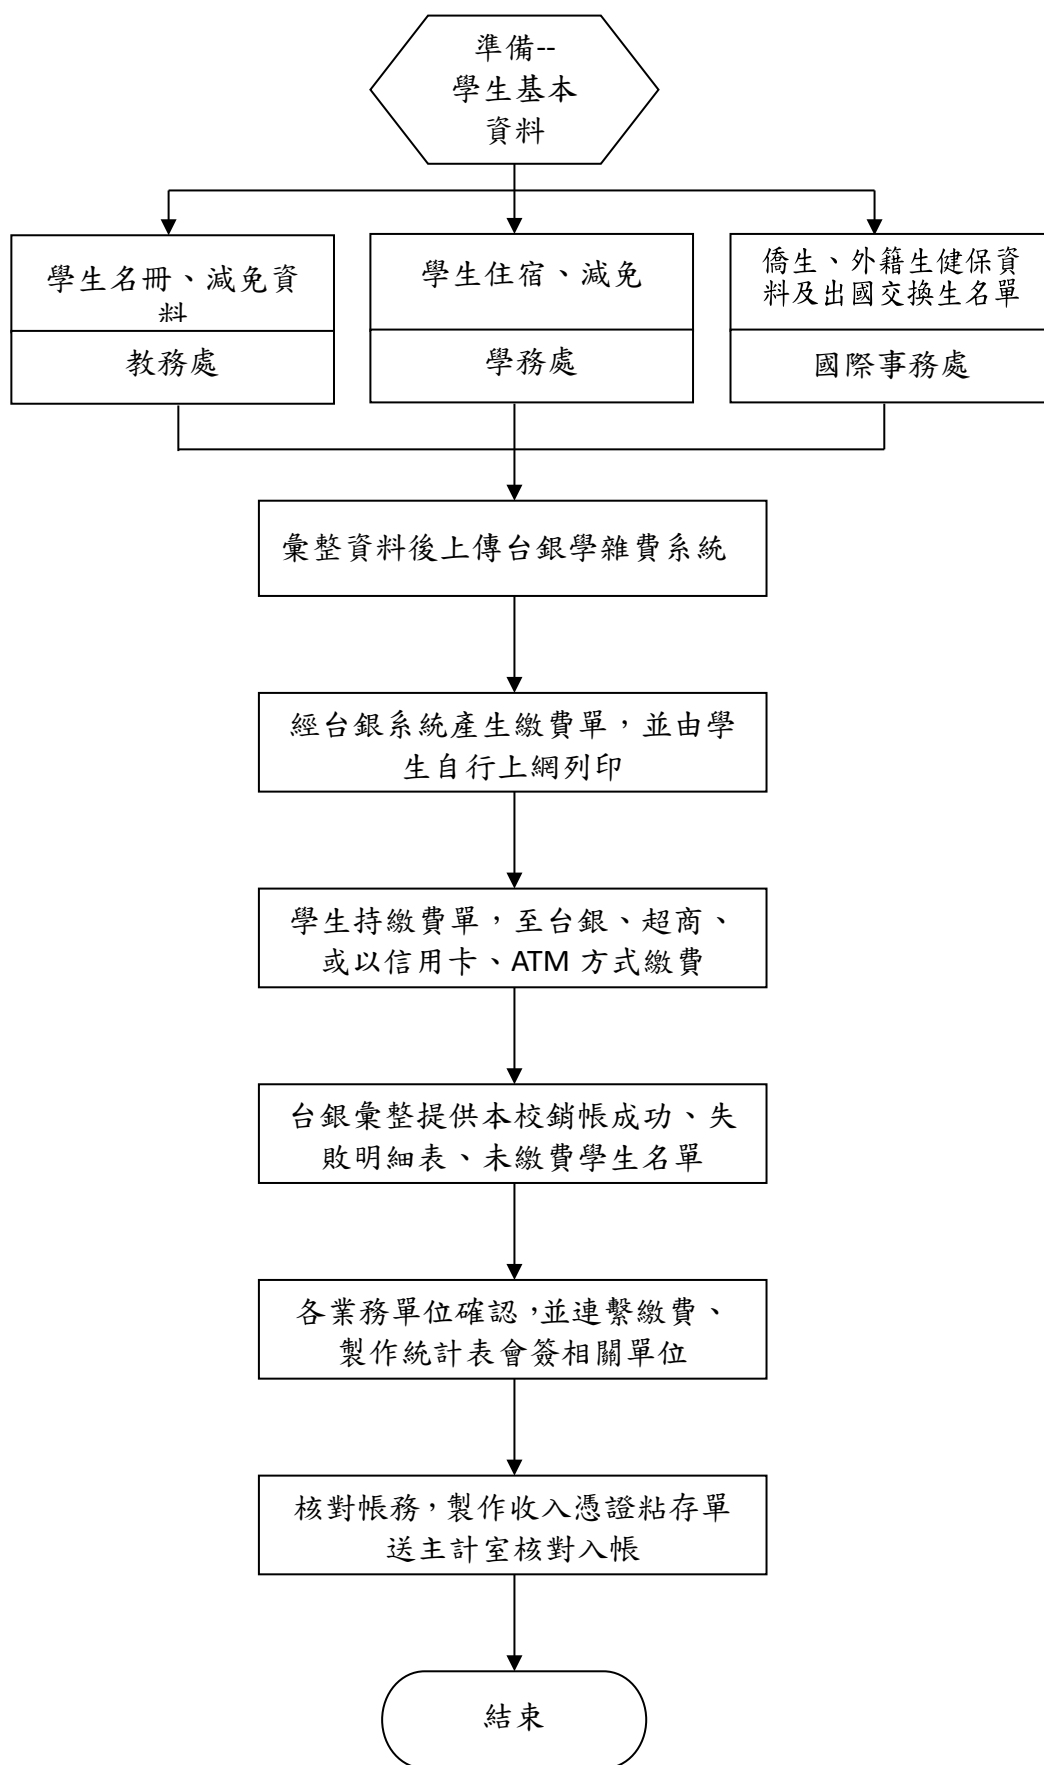 準備--
學生基本
資料
學生名冊、減免資
料
教務處
學生住宿、減免
學務處
僑生、外籍生健保資
料及出國交換生名單
國際事務處
彙整資料後上傳台銀學雜費系統
經台銀系統產生繳費單，並由學
生自行上網列印
學生持繳費單，至台銀、超商、
或以信用卡、ATM 方式繳費
台銀彙整提供本校銷帳成功、失
敗明細表、未繳費學生名單
各業務單位確認，並連繫繳費、
製作統計表會簽相關單位
核對帳務，製作收入憑證粘存單
送主計室核對入帳
結束